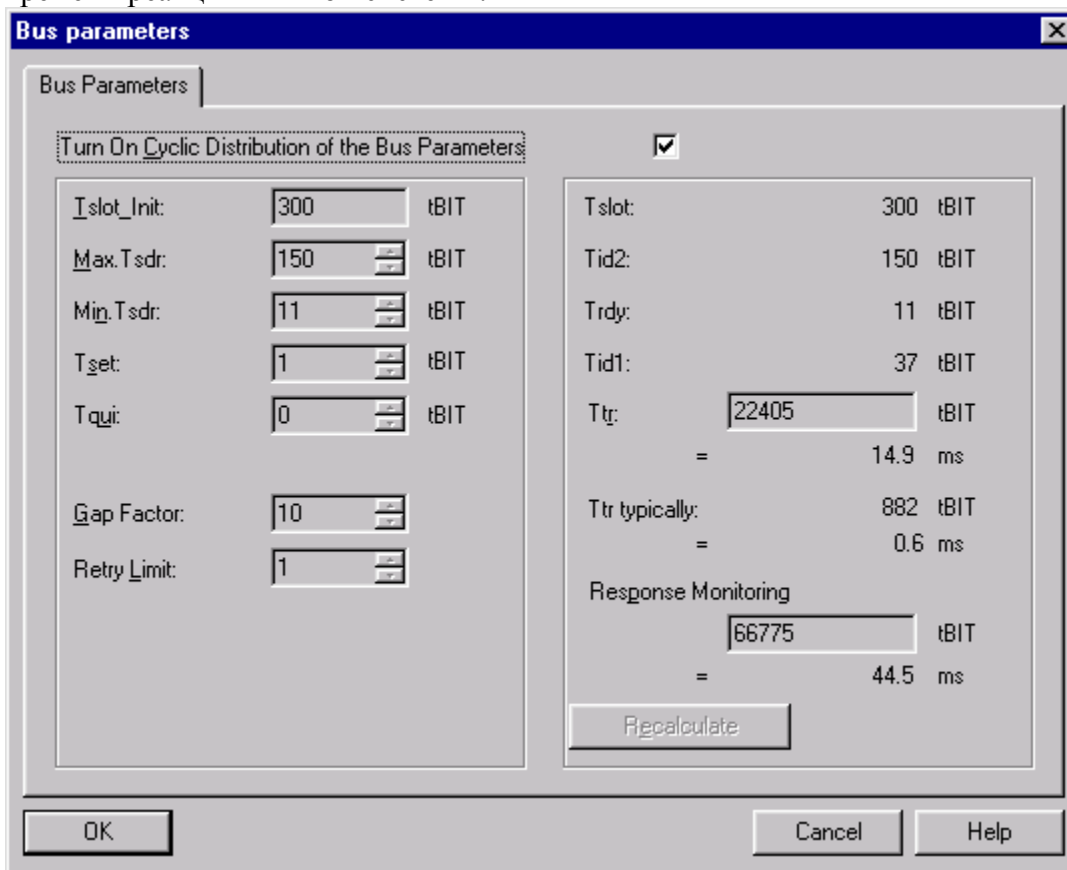 Bus parameters
Bus Parameters
Turn On Cyclic Distribution of the Bus Parameters
Tslot_Init: 300 tBIT
Max.Tsdr: 150 tBIT
Min.Tsdr: 11 tBIT
Tset: 1 tBIT
Tqui: 0 tBIT
Gap Factor: 10
Retry Limit: 1
Tslot: 300 tBIT
Tid2: 150 tBIT
Trdy: 11 tBIT
Tid1: 37 tBIT
Ttr: 22405 tBIT
= 14.9 ms
Ttr typically: 882 tBIT
= 0.6 ms
Response Monitoring
66775 tBIT
= 44.5 ms
Recalculate
OK Cancel Help